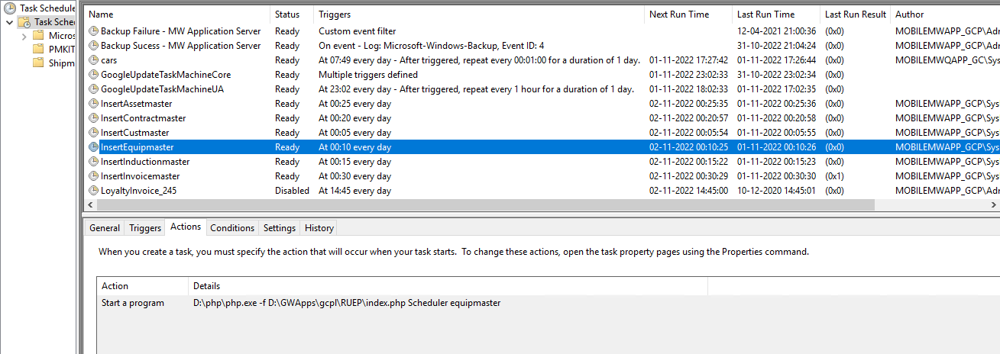 Task Schedule
Task Sched
Micros
PMKIT
Shipm
Name Status Triggers Next Run Time Last Run Time Last Run Result Author
Backup Failure - MW Application Server Ready Custom event filter 12-04-2021 21:00:36 (0x0) MOBILEMWAPP_GCP\Adr
Backup Sucess - MW Application Server Ready On event - Log: Microsoft-Windows-Backup, Event ID: 4 31-10-2022 21:04:24 (0x0) MOBILEMWAPP_GCP\Adr
cars Ready At 07:49 every day - After triggered, repeat every 00:01:00 for a duration of 1 day. 01-11-2022 17:27:42 01-11-2022 17:26:44 (0x0) MOBILEMWQAPP_GC\Sys
GoogleUpdateTaskMachineCore Ready Multiple triggers defined 01-11-2022 23:02:33 31-10-2022 23:02:34 (0x0)
GoogleUpdateTaskMachineUA Ready At 23:02 every day - After triggered, repeat every 1 hour for a duration of 1 day. 01-11-2022 18:02:33 01-11-2022 17:02:35 (0x0)
InsertAssetmaster Ready At 00:25 every day 02-11-2022 00:25:35 01-11-2022 00:25:36 (0x0) MOBILEMWAPP_GCP\Sys
InsertContractmaster Ready At 00:20 every day 02-11-2022 00:20:57 01-11-2022 00:20:58 (0x0) MOBILEMWAPP_GCP\Sys
InsertCustmaster Ready At 00:05 every day 02-11-2022 00:05:54 01-11-2022 00:05:55 (0x0) MOBILEMWAPP_GCP\Sys
InsertEquipmaster Ready At 00:10 every day 02-11-2022 00:10:25 01-11-2022 00:10:26 (0x0) MOBILEMWAPP_GCP\Sys
InsertInductionmaster Ready At 00:15 every day 02-11-2022 00:15:22 01-11-2022 00:15:23 (0x0) MOBILEMWAPP_GCP\Sys
InsertInvoicemaster Ready At 00:30 every day 02-11-2022 00:30:29 01-11-2022 00:30:30 (0x1) MOBILEMWAPP_GCP\Sys
LoyaltyInvoice_245 Disabled At 14:45 every day 02-11-2022 14:45:00 10-12-2020 14:45:01 (0x0) MOBILEMWAPP_GCP\Adr
General Triggers Actions Conditions Settings History
When you create a task, you must specify the action that will occur when your task starts. To change these actions, open the task property pages using the Properties command.
Action Details
Start a program D:\php\php.exe -f D:\GWApps\gcpl\RUEP\index.php Scheduler equipmaster